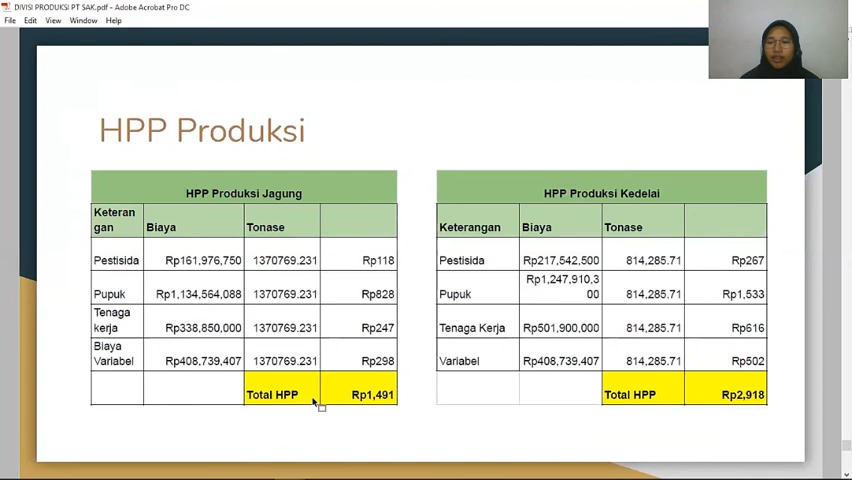 DIVISI PRODUKSI PT SAK.pdf - Adobe Acrobat Pro DC
File Edit View Window Help
HPP Produksi
HPP Produksi Jagung
Keteran
gan Biaya Tonase
Pestisida Rp161,976,750 1370769.231 Rp118
Pupuk Rp1,134,564,088 1370769.231 Rp828
Tenaga
kerja Rp338,850,000 1370769.231 Rp247
Biaya
Variabel Rp408,739,407 1370769.231 Rp298
Total HPP Rp1,491
HPP Produksi Kedelai
Keterangan Biaya Tonase
Pestisida Rp217,542,500 814,285.71 Rp267
Rp1,247,910,3
Pupuk 00 814,285.71 Rp1,533
Tenaga Kerja Rp501,900,000 814,285.71 Rp616
Variabel Rp408,739,407 814,285.71 Rp502
Total HPP Rp2,918